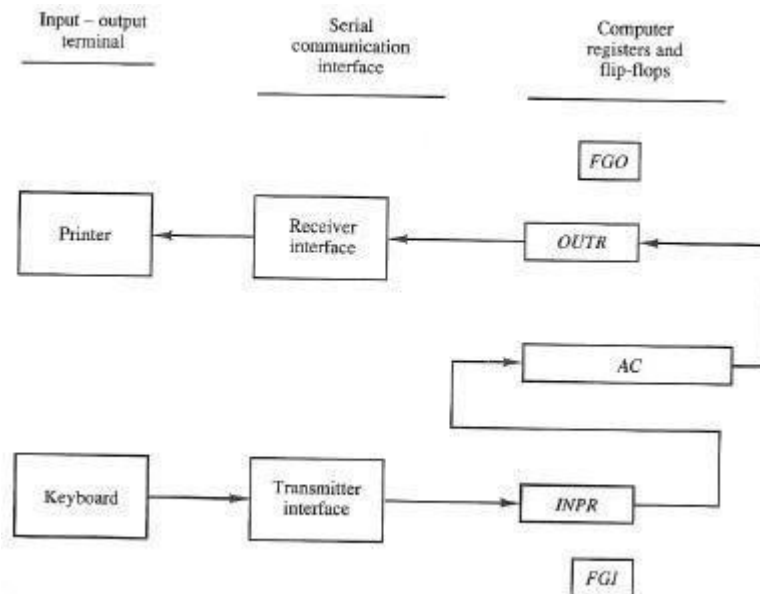 Input – output
terminal
Serial
communication
interface
Computer
registers and
flip-flops
FGO
Printer
Receiver
interface
OUTR
AC
Keyboard
Transmitter
interface
INPR
FGI